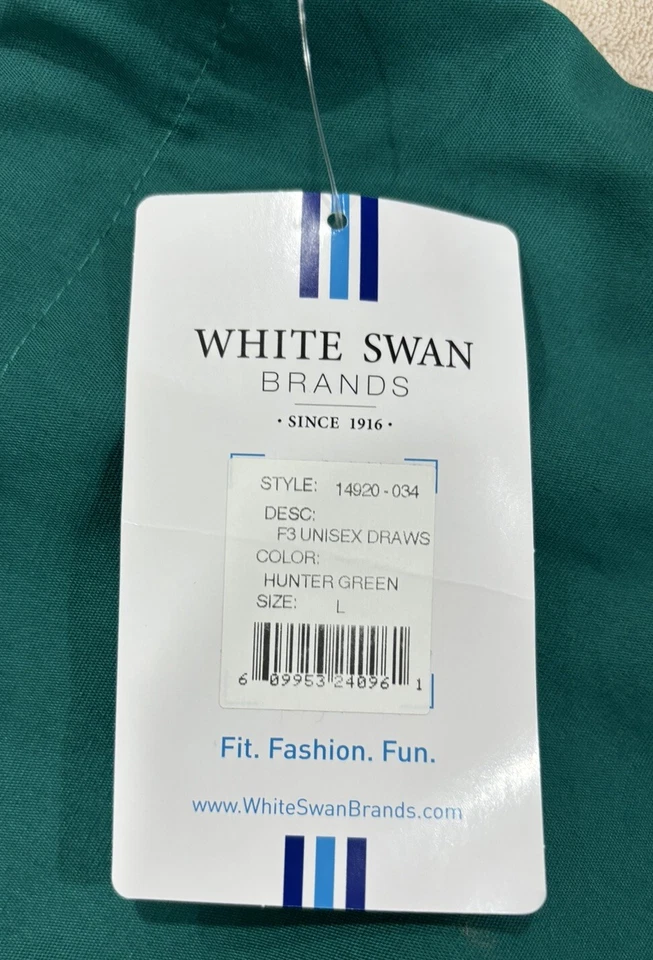 WHITE SWAN
BRANDS
• SINCE 1916 •
STYLE: 14920-034
DESC:
F3 UNISEX DRAWS
COLOR:
HUNTER GREEN
SIZE: L
6 09953 24096 1
Fit. Fashion. Fun.
www.WhiteSwanBrands.com